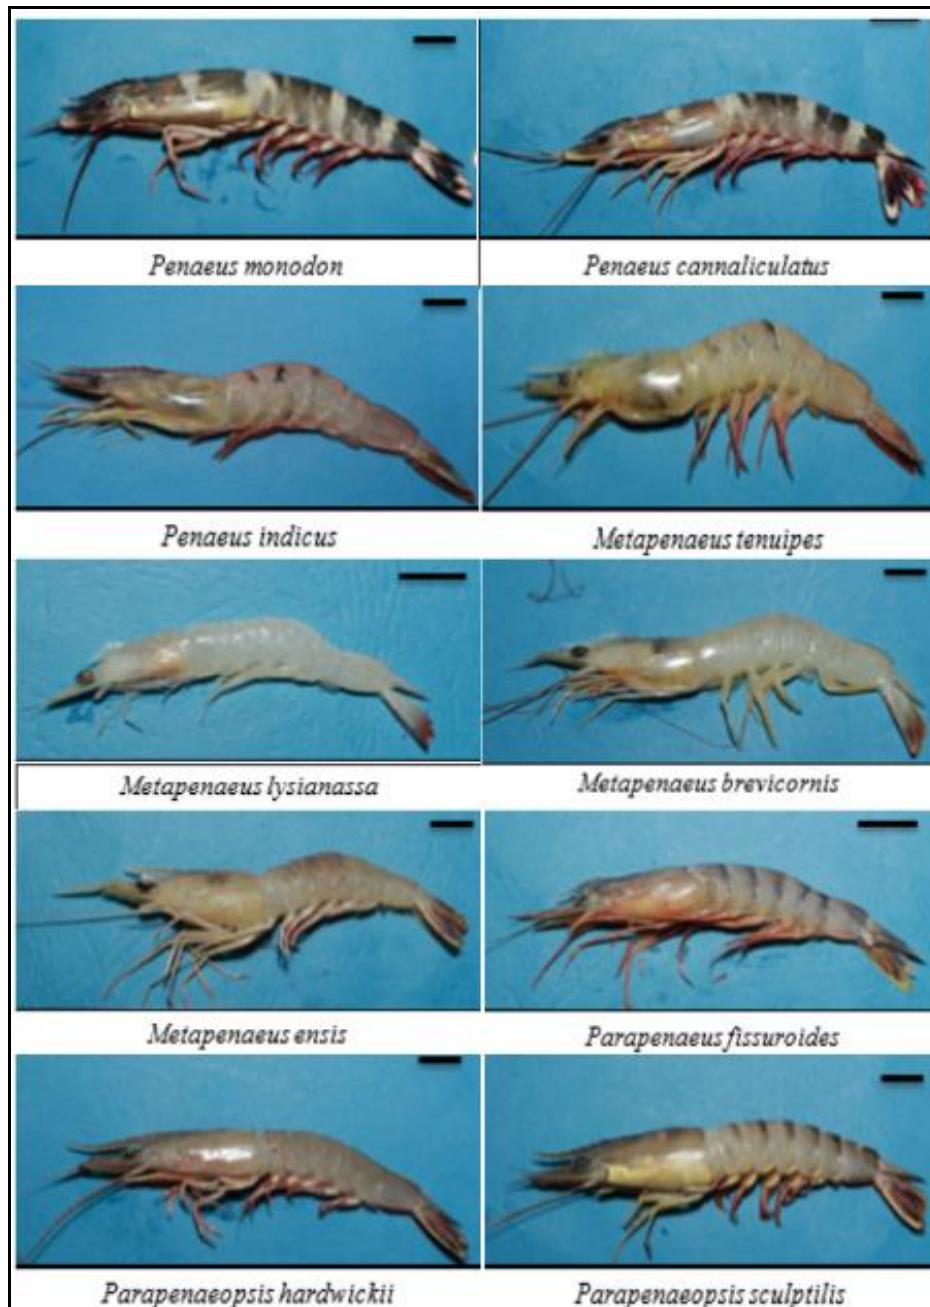 Penaeus monodon
Penaeus cannaliculatus
Penaeus indicus
Metapenaeus tenuipes
Metapenaeus lysianassa
Metapenaeus brevicornis
Metapenaeus ensis
Parapenaeus fissuroides
Parapenaeopsis hardwickii
Parapenaeopsis sculptilis